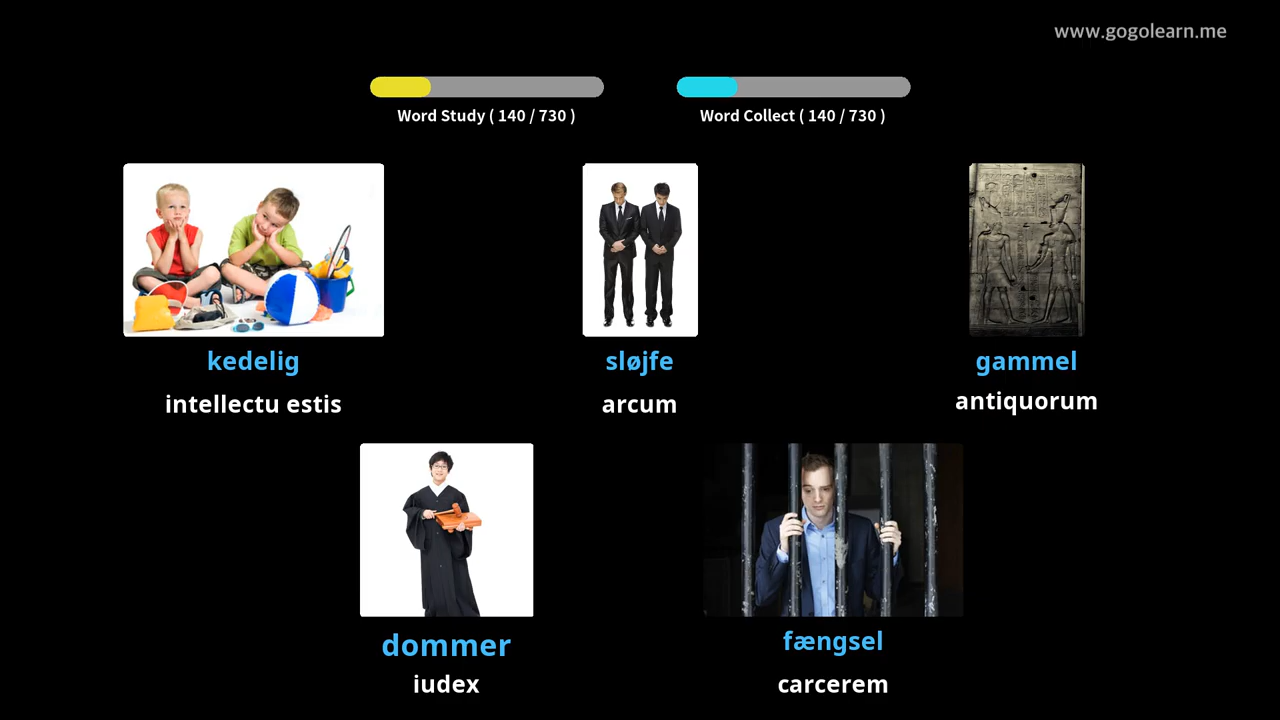 www.gogolearn.me
Word Study ( 140 / 730 )
Word Collect ( 140 / 730 )
kedelig
intellectu estis
sløjfe
arcum
gammel
antiquorum
dommer
iudex
fængsel
carcerem